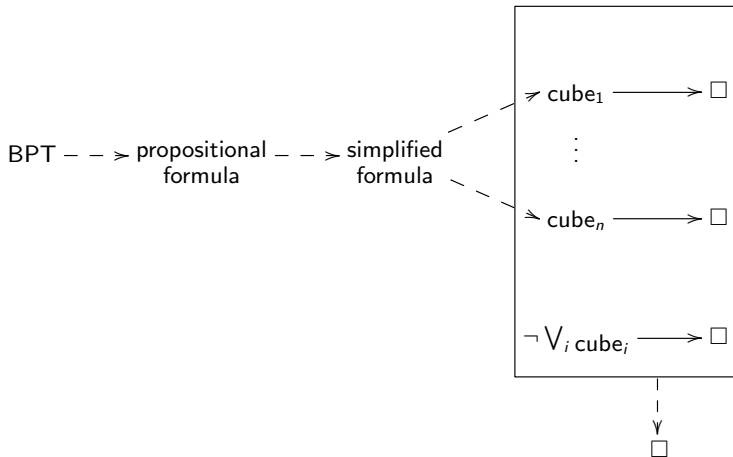 cube₁ □
BPT propositional formula simplified formula
⋮
cubeₙ □
¬ ⋁ᵢ cubeᵢ □
□